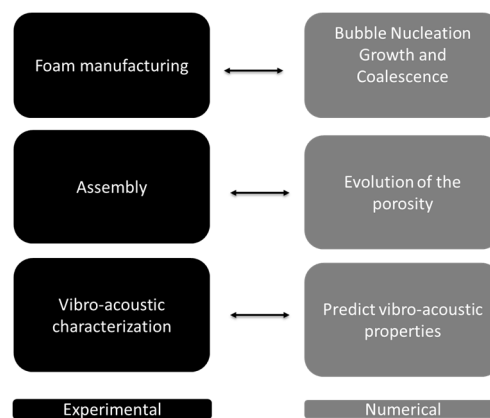 Foam manufacturing
Bubble Nucleation
Growth and
Coalescence
Assembly
Evolution of the
porosity
Vibro-acoustic
characterization
Predict vibro-acoustic
properties
Experimental
Numerical